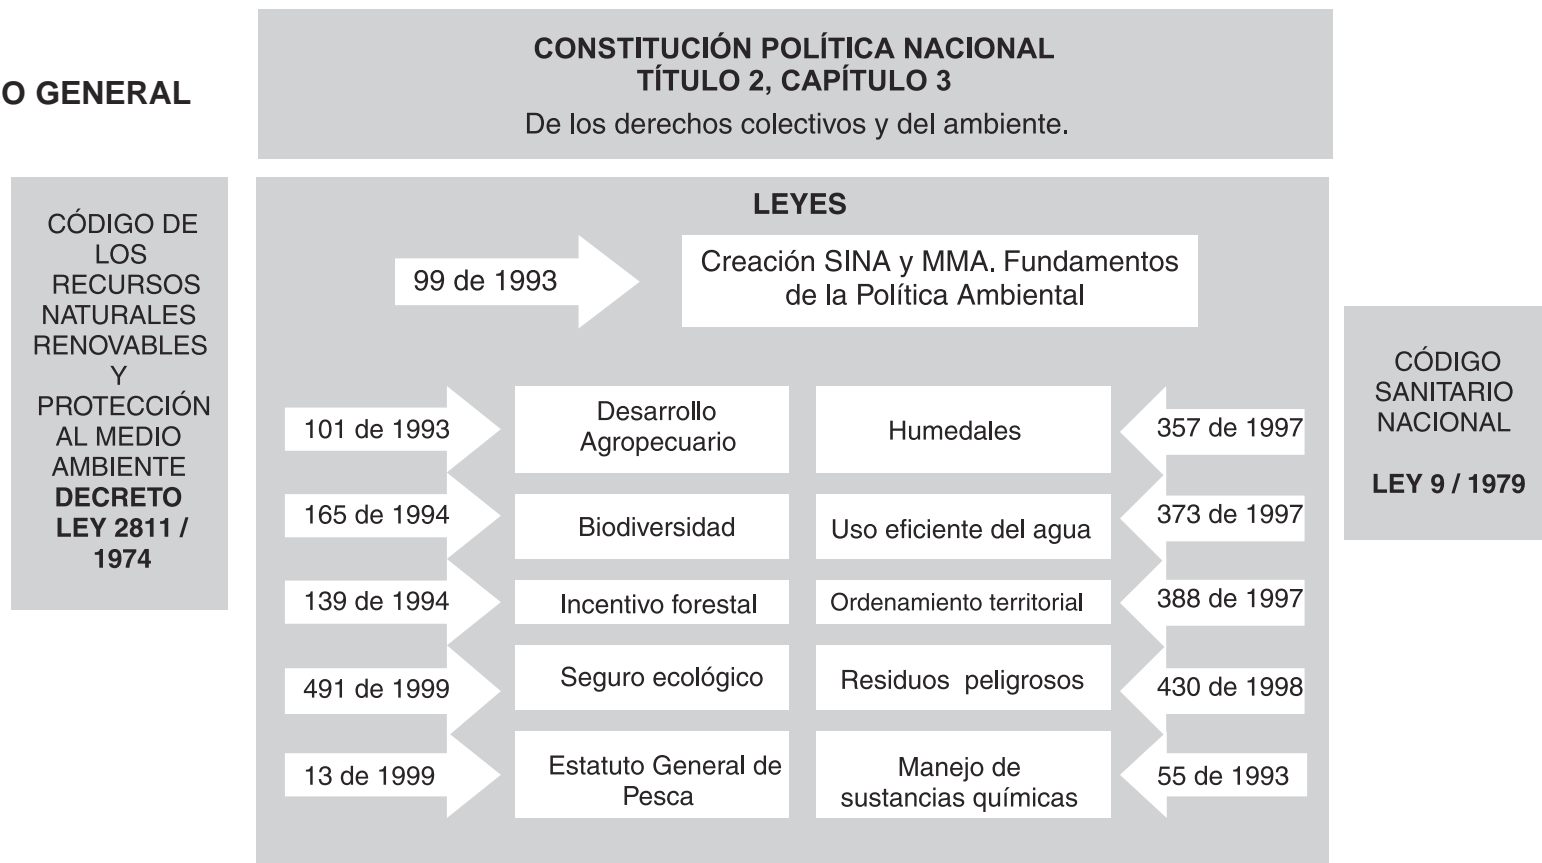 O GENERAL
CONSTITUCIÓN POLÍTICA NACIONAL
TÍTULO 2, CAPÍTULO 3
De los derechos colectivos y del ambiente.
CÓDIGO DE
LOS
RECURSOS
NATURALES
RENOVABLES
Y
PROTECCIÓN
AL MEDIO
AMBIENTE
DECRETO
LEY 2811 /
1974
LEYES
99 de 1993
Creación SINA y MMA. Fundamentos
de la Política Ambiental
101 de 1993
Desarrollo
Agropecuario
Humedales
357 de 1997
165 de 1994
Biodiversidad
Uso eficiente del agua
373 de 1997
139 de 1994
Incentivo forestal
Ordenamiento territorial
388 de 1997
491 de 1999
Seguro ecológico
Residuos peligrosos
430 de 1998
13 de 1999
Estatuto General de
Pesca
Manejo de
sustancias químicas
55 de 1993
CÓDIGO
SANITARIO
NACIONAL
LEY 9 / 1979